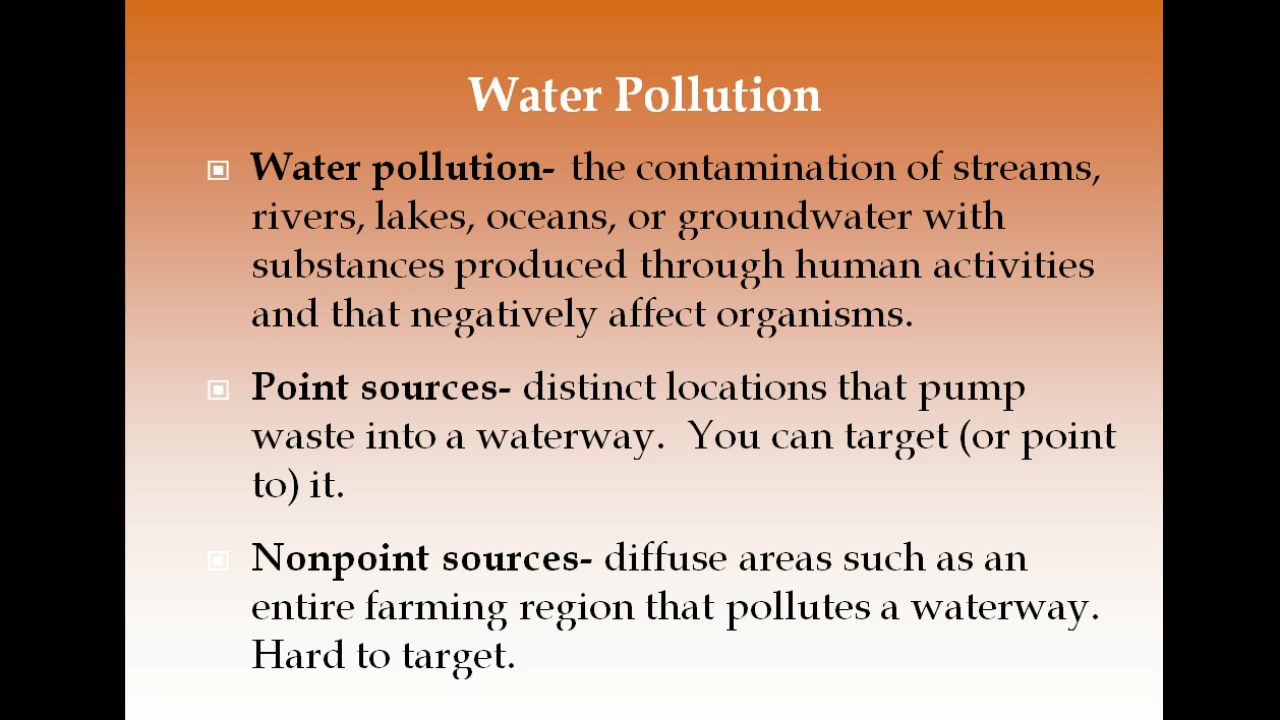 Water Pollution
Water pollution- the contamination of streams,
rivers, lakes, oceans, or groundwater with
substances produced through human activities
and that negatively affect organisms.
Point sources- distinct locations that pump
waste into a waterway.  You can target (or point
to) it.
Nonpoint sources- diffuse areas such as an
entire farming region that pollutes a waterway.
Hard to target.